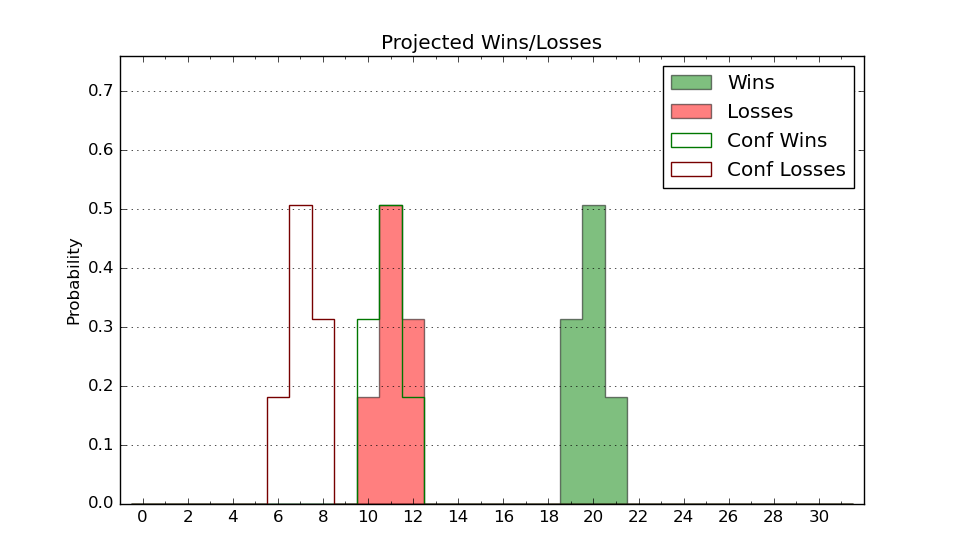 Projected Wins/Losses
Wins
Losses
Conf Wins
Conf Losses
Probability
0.7
0.6
0.5
0.4
0.3
0.2
0.1
0.0
0 2 4 6 8 10 12 14 16 18 20 22 24 26 28 30